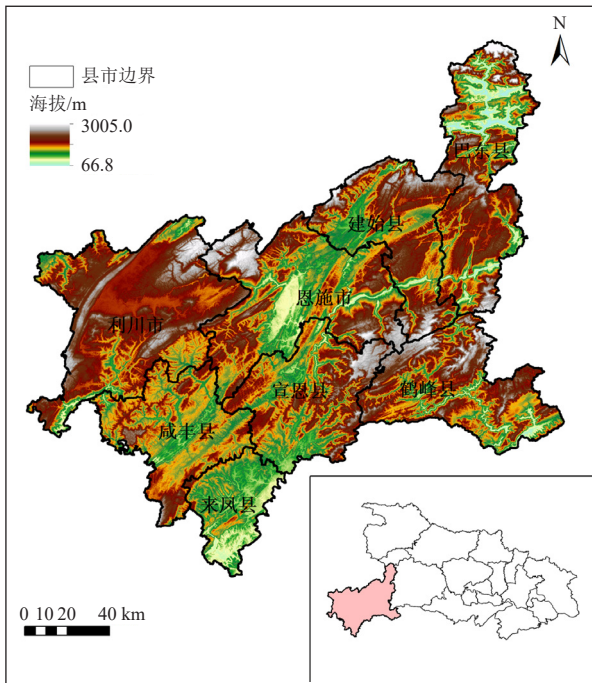 N
县市边界
海拔/m
3005.0
66.8
巴东县
建始县
恩施市
利川市
宣恩县
鹤峰县
咸丰县
来凤县
0 10 20 40 km